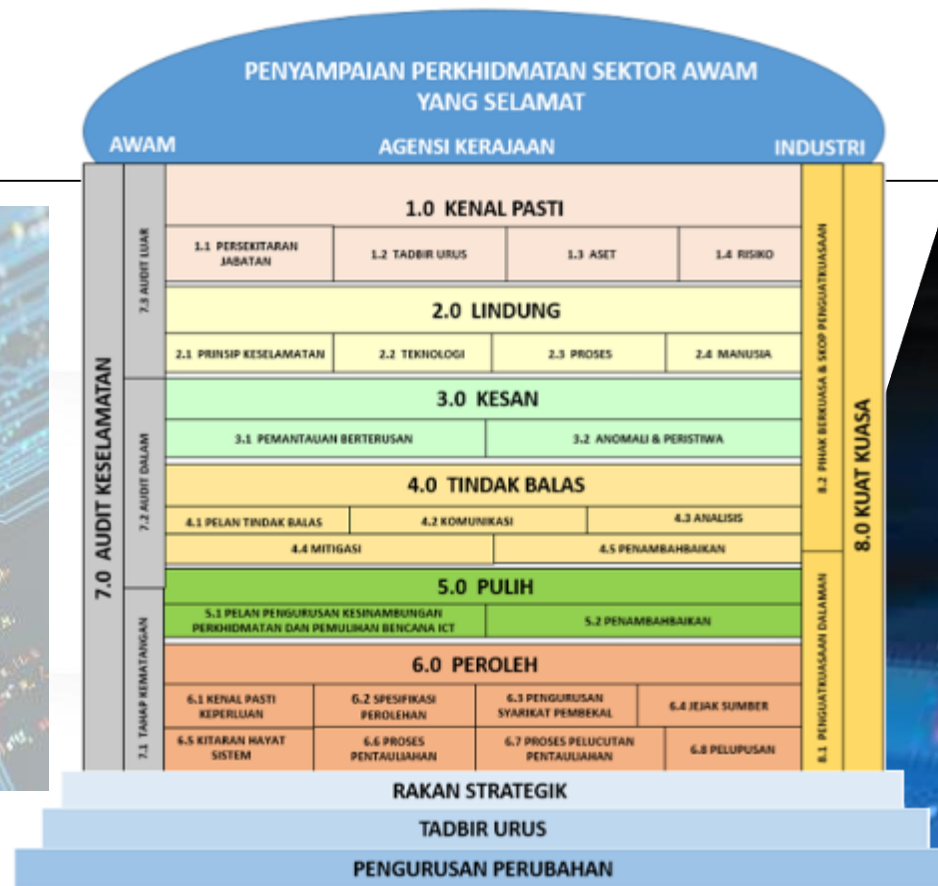 PENYAMPAIAN PERKHIDMATAN SEKTOR AWAM
YANG SELAMAT
AWAM
AGENSI KERAJAAN
INDUSTRI
7.0 AUDIT KESELAMATAN
7.3 AUDIT LUAR
7.2 AUDIT DALAM
7.1 TAHAP KEMATANGAN
1.0 KENAL PASTI
1.1 PERSEKITARAN
JABATAN
1.2 TADBIR URUS
1.3 ASET
1.4 RISIKO
2.0 LINDUNG
2.1 PRINSIP KESELAMATAN
2.2 TEKNOLOGI
2.3 PROSES
2.4 MANUSIA
3.0 KESAN
3.1 PEMANTAUAN BERTERUSAN
3.2 ANOMALI & PERISTIWA
4.0 TINDAK BALAS
4.1 PELAN TINDAK BALAS
4.2 KOMUNIKASI
4.3 ANALISIS
4.4 MITIGASI
4.5 PENAMBAHBAIKAN
5.0 PULIH
5.1 PELAN PENGURUSAN KESINAMBUNGAN
PERKHIDMATAN DAN PEMULIHAN BENCANA ICT
5.2 PENAMBAHBAIKAN
6.0 PEROLEH
6.1 KENAL PASTI
KEPERLUAN
6.2 SPESIFIKASI
PEROLEHAN
6.3 PENGURUSAN
SYARIKAT PEMBEKAL
6.4 JEJAK SUMBER
6.5 KITARAN HAYAT
SISTEM
6.6 PROSES
PENTAULIAHAN
6.7 PROSES PELUCUTAN
PENTAULIAHAN
6.8 PELUPUSAN
8.2 PIHAK BERKUASA & SKOP PENGUATKUASAAN
8.1 PENGUATKUASAAN DALAMAN
8.0 KUAT KUASA
RAKAN STRATEGIK
TADBIR URUS
PENGURUSAN PERUBAHAN